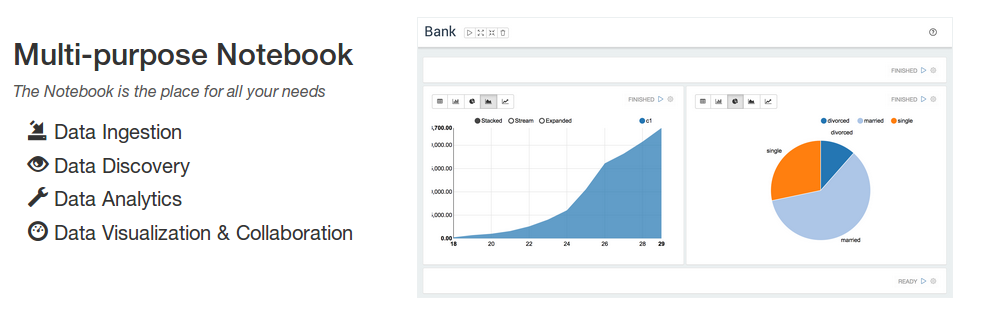 Multi-purpose Notebook
The Notebook is the place for all your needs
Data Ingestion
Data Discovery
Data Analytics
Data Visualization & Collaboration
Bank
FINISHED
FINISHED
Stacked Stream Expanded c1
,700.00
,000.00
,000.00
,000.00
,000.00
0.00
18 20 22 24 26 28 29
FINISHED
divorced married single
divorced
single
married
READY